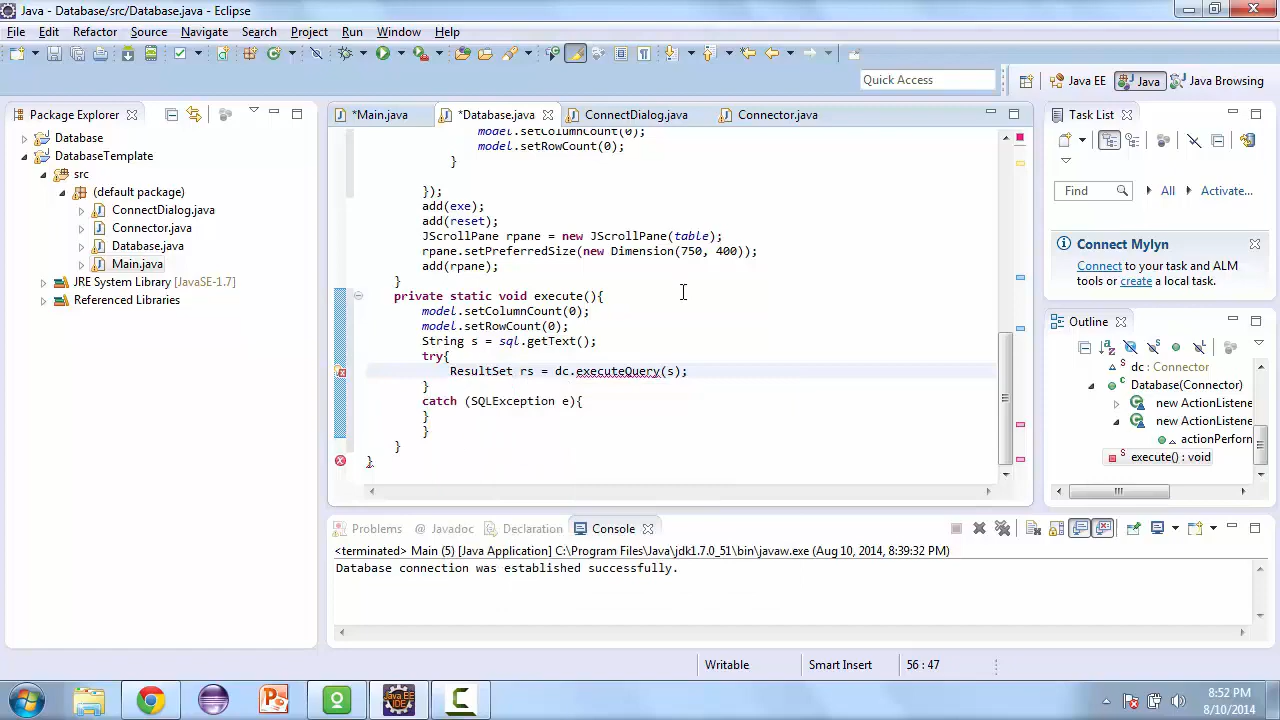 Java - Database/src/Database.java - Eclipse
File Edit Refactor Source Navigate Search Project Run Window Help
Quick Access
Java EE Java Java Browsing
Package Explorer
*Main.java *Database.java ConnectDialog.java Connector.java
Task List
Database
DatabaseTemplate
src
(default package)
ConnectDialog.java
Connector.java
Database.java
Main.java
JRE System Library [JavaSE-1.7]
Referenced Libraries
model.setColumnCount(0);
model.setRowCount(0);
}
});
add(exe);
add(reset);
JScrollPane rpane = new JScrollPane(table);
rpane.setPreferredSize(new Dimension(750, 400));
add(rpane);
}
private static void execute(){
model.setColumnCount(0);
model.setRowCount(0);
String s = sql.getText();
try{
ResultSet rs = dc.executeQuery(s);
}
catch (SQLException e){
}
}
}
}
Find All Activate...
Connect Mylyn
Connect to your task and ALM
tools or create a local task.
Outline
dc : Connector
Database(Connector)
new ActionListene
new ActionListene
actionPerform
execute() : void
Problems @ Javadoc Declaration Console
<terminated> Main (5) [Java Application] C:\Program Files\Java\jdk1.7.0_51\bin\javaw.exe (Aug 10, 2014, 8:39:32 PM)
Database connection was established successfully.
Writable Smart Insert 56 : 47
Java EE
IDE
8:52 PM
8/10/2014